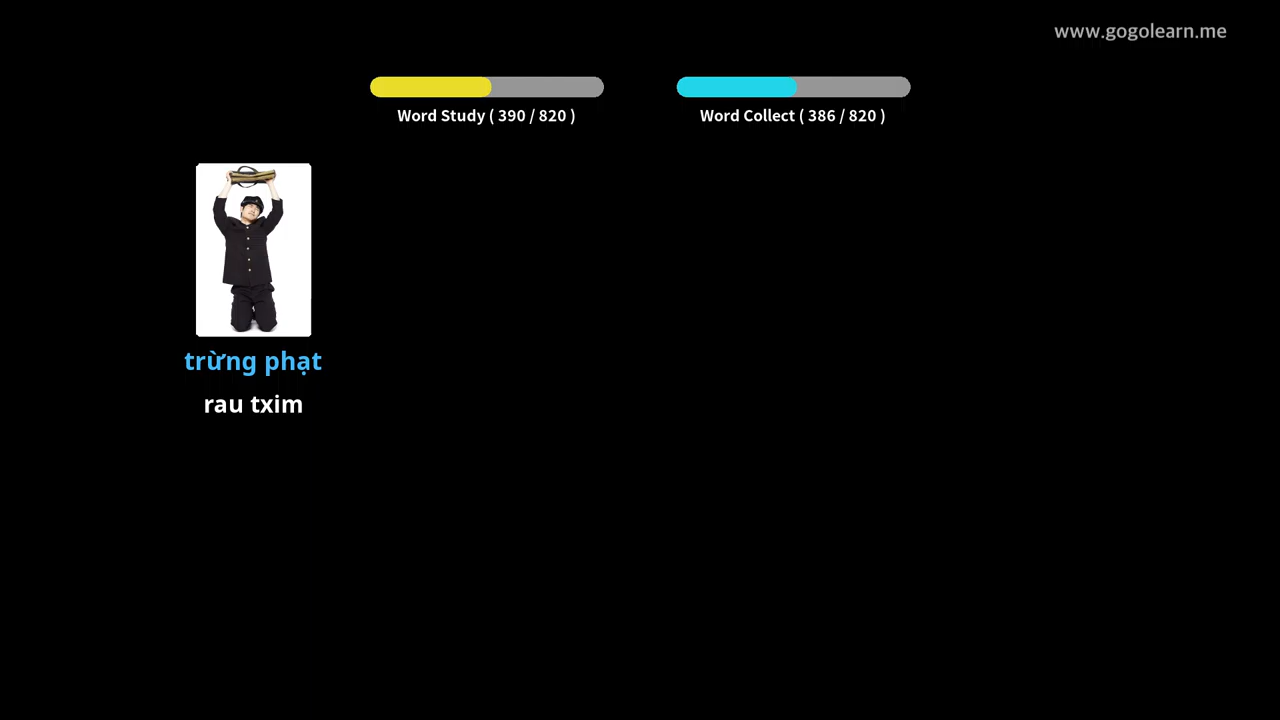 www.gogolearn.me
Word Study ( 390 / 820 )
Word Collect ( 386 / 820 )
trừng phạt
rau txim